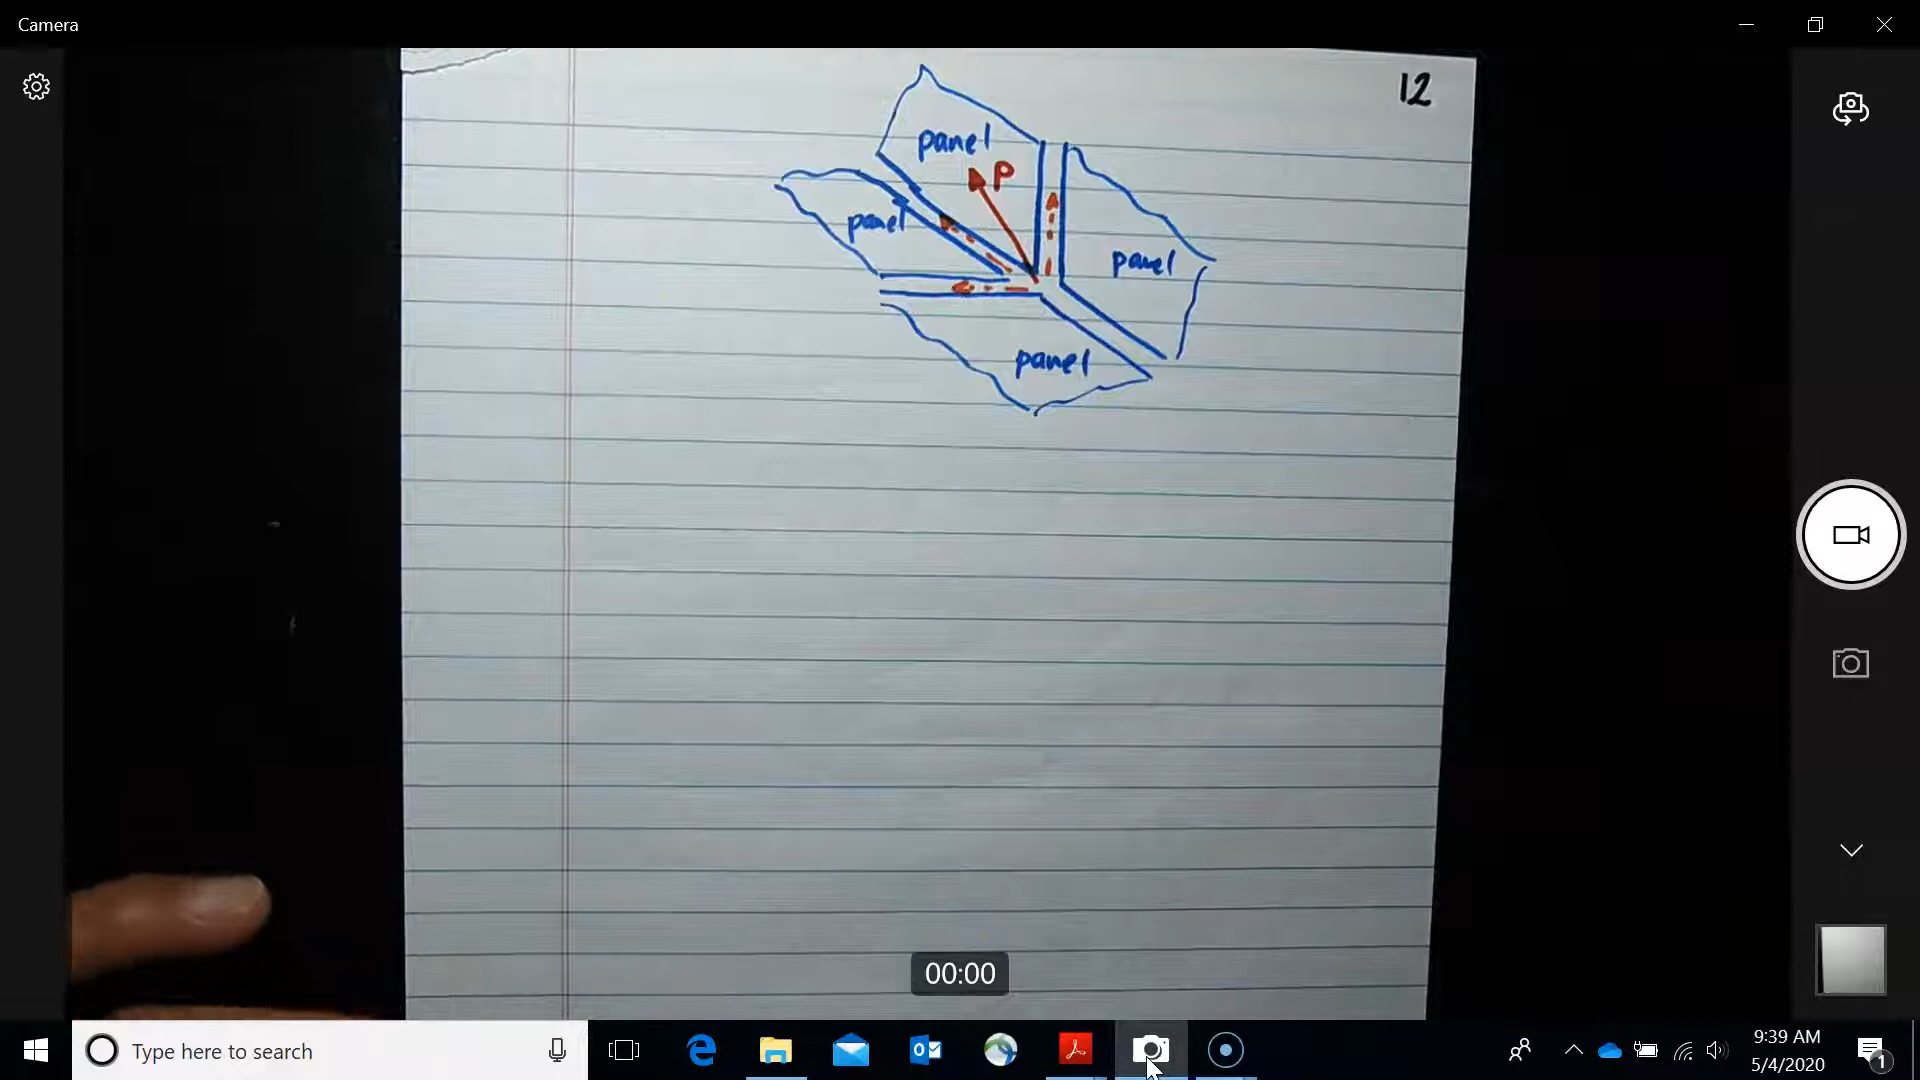 Camera
12
panel
P
panel
panel
panel
00:00
Type here to search
9:39 AM
5/4/2020
1